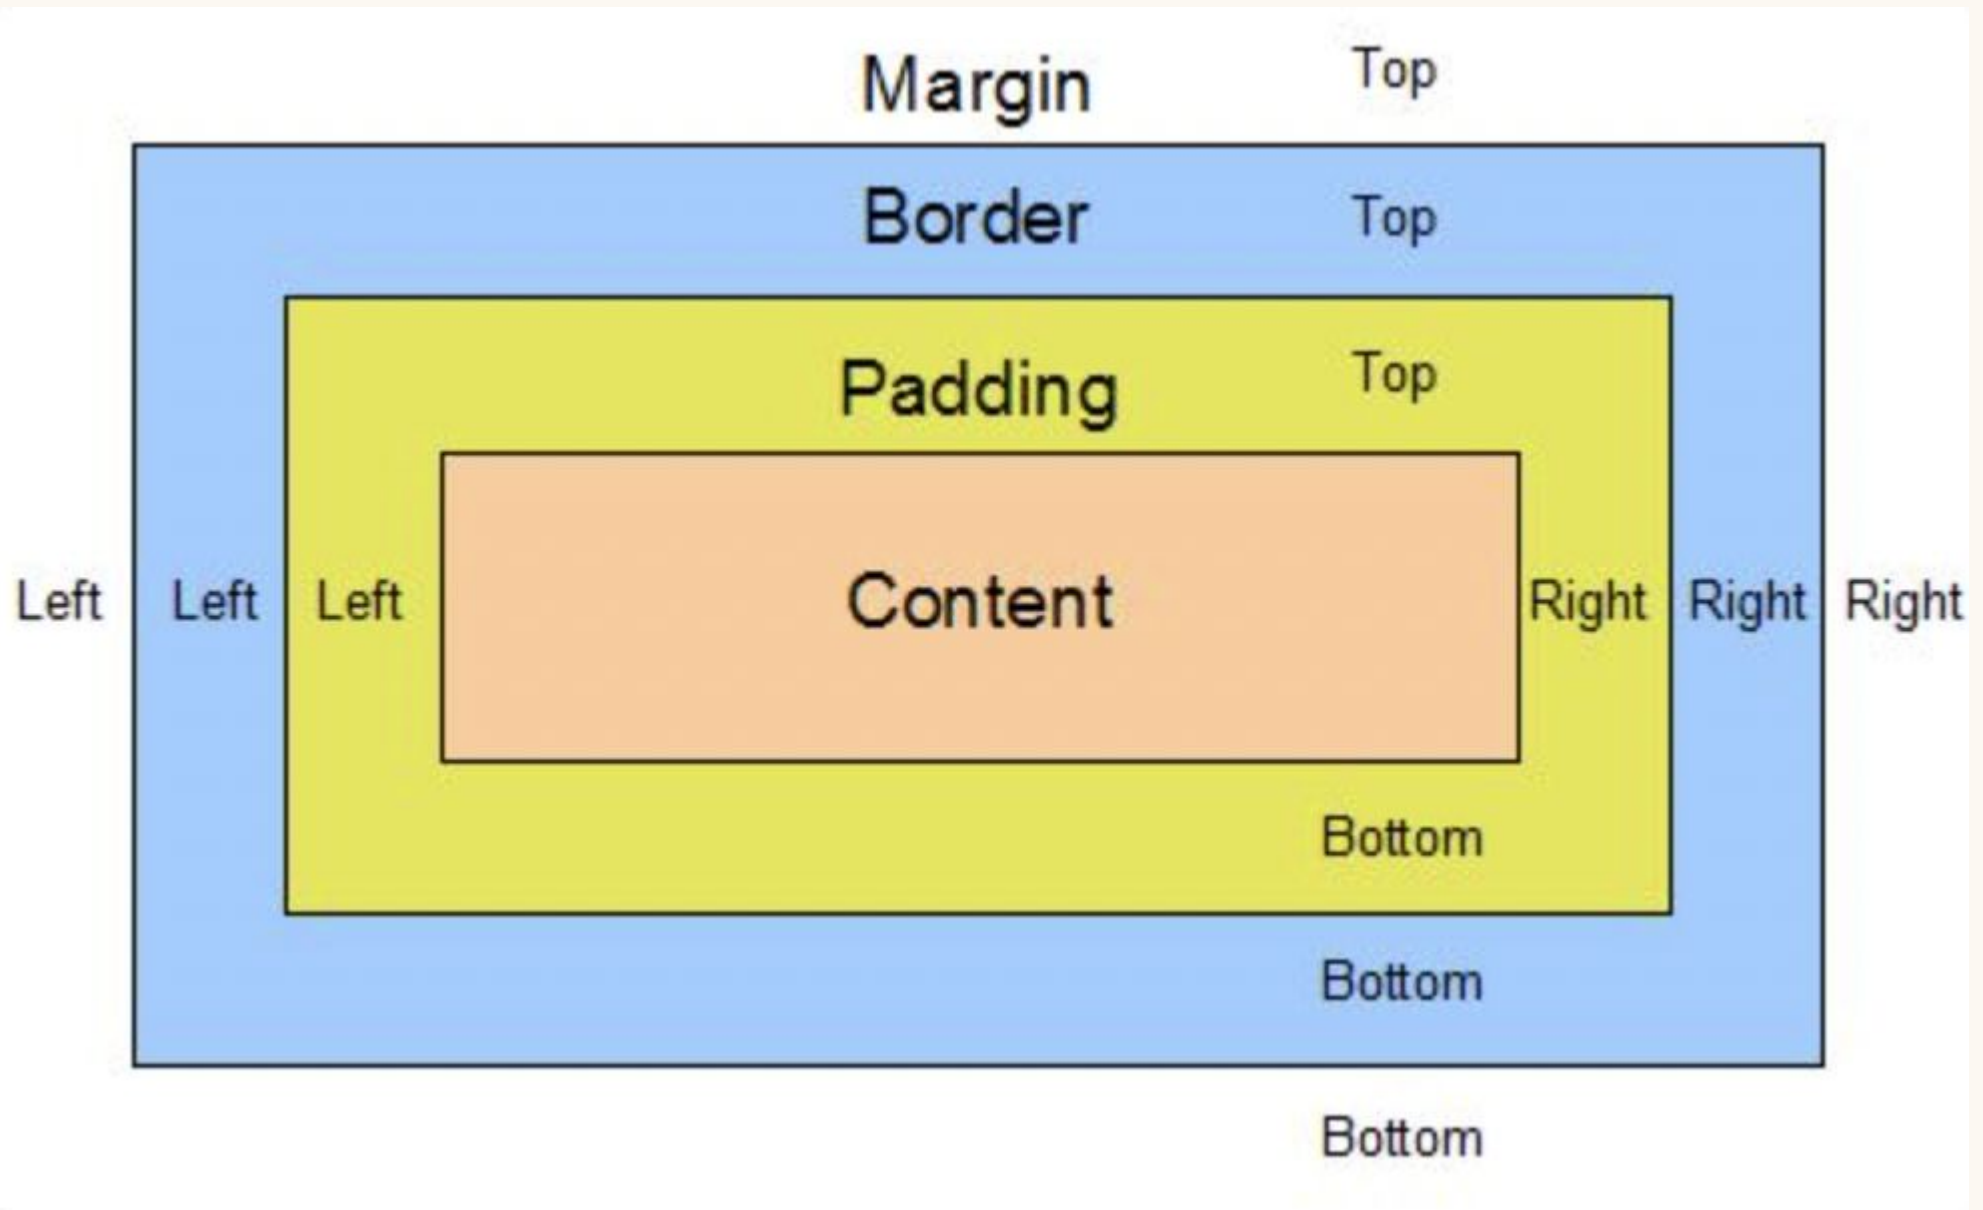 Margin Top
Border Top
Padding Top
Left Left Left Content Right Right Right
Bottom
Bottom
Bottom